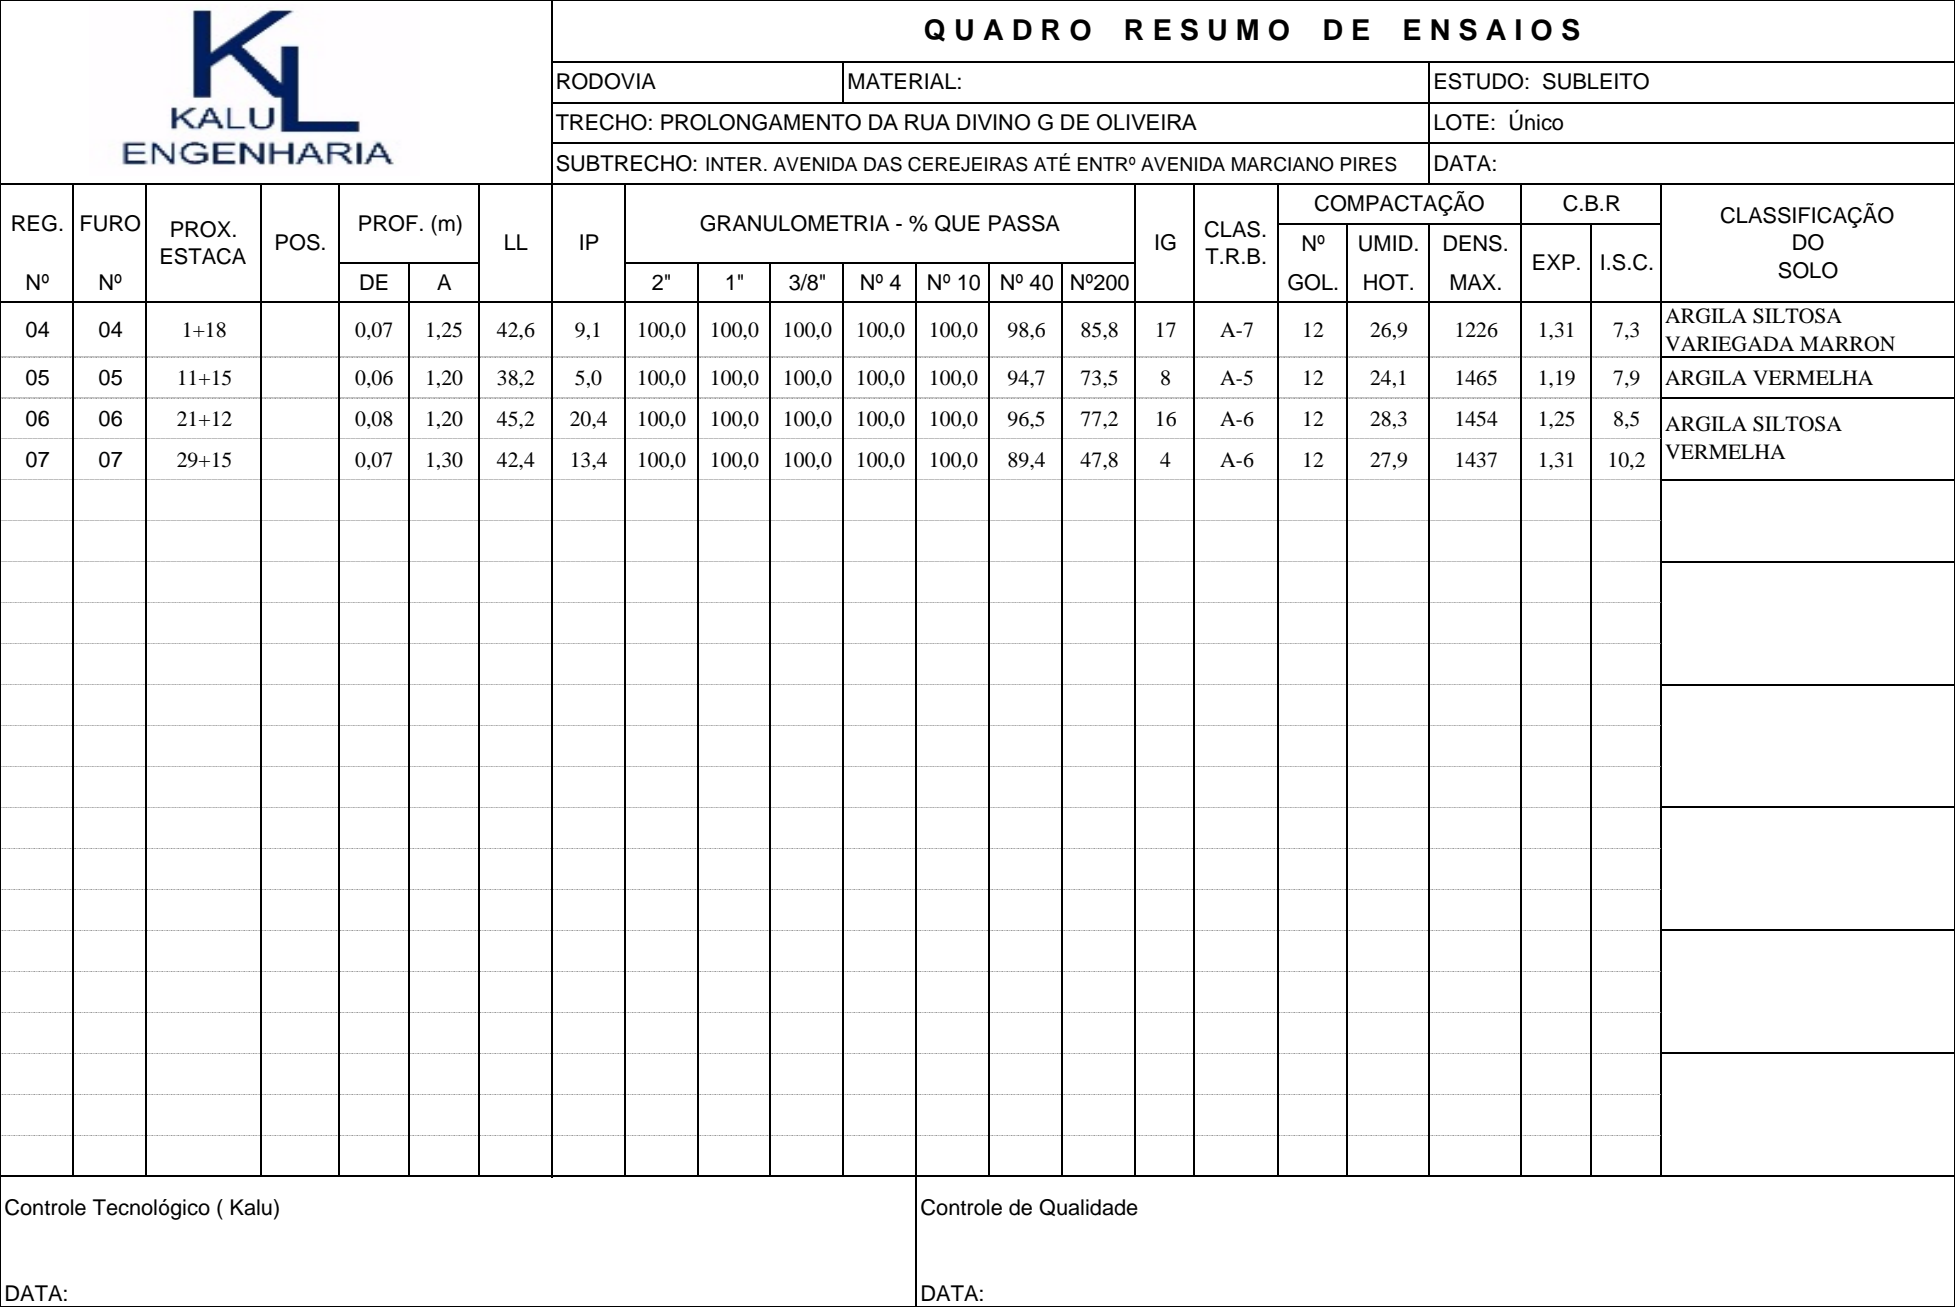 KL
KALU
ENGENHARIA
QUADRO RESUMO DE ENSAIOS
RODOVIA MATERIAL: ESTUDO: SUBLEITO
TRECHO: PROLONGAMENTO DA RUA DIVINO G DE OLIVEIRA LOTE: Único
SUBTRECHO: INTER. AVENIDA DAS CEREJEIRAS ATÉ ENTRº AVENIDA MARCIANO PIRES DATA:
REG. Nº FURO Nº PROX. ESTACA POS. PROF. (m) DE A LL IP GRANULOMETRIA - % QUE PASSA 2" 1" 3/8" Nº 4 Nº 10 Nº 40 Nº200 IG CLAS. T.R.B. COMPACTAÇÃO Nº GOL. UMID. HOT. DENS. MAX. C.B.R EXP. I.S.C. CLASSIFICAÇÃO DO SOLO
04 04 1+18 0,07 1,25 42,6 9,1 100,0 100,0 100,0 100,0 100,0 98,6 85,8 17 A-7 12 26,9 1226 1,31 7,3 ARGILA SILTOSA
VARIEGADA MARRON
05 05 11+15 0,06 1,20 38,2 5,0 100,0 100,0 100,0 100,0 100,0 94,7 73,5 8 A-5 12 24,1 1465 1,19 7,9 ARGILA VERMELHA
06 06 21+12 0,08 1,20 45,2 20,4 100,0 100,0 100,0 100,0 100,0 96,5 77,2 16 A-6 12 28,3 1454 1,25 8,5 ARGILA SILTOSA
07 07 29+15 0,07 1,30 42,4 13,4 100,0 100,0 100,0 100,0 100,0 89,4 47,8 4 A-6 12 27,9 1437 1,31 10,2 VERMELHA
Controle Tecnológico ( Kalu) Controle de Qualidade
DATA: DATA: